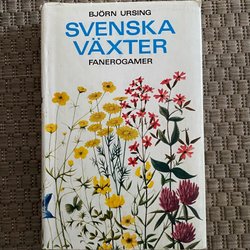 BJÖRN URSING
SVENSKA
VÄXTER
FANEROGAMER